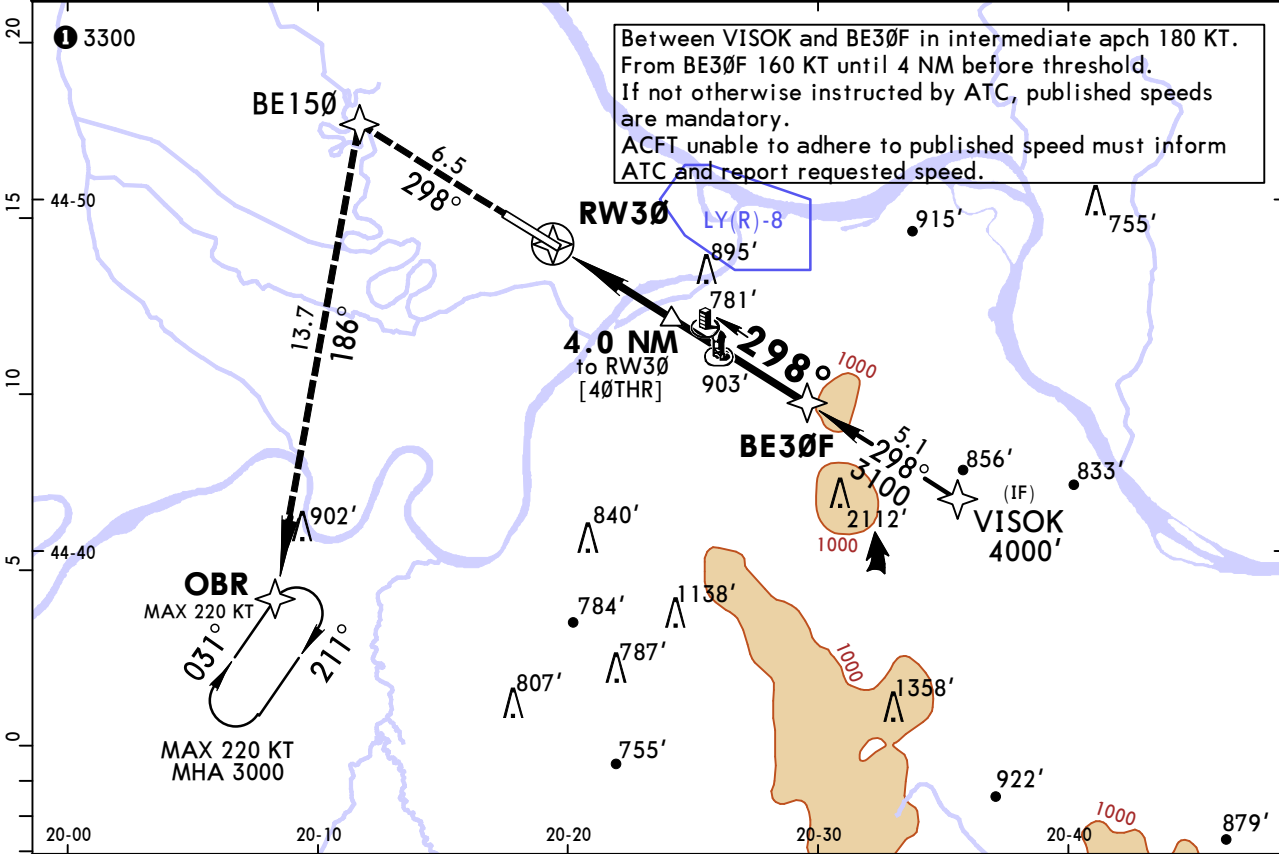 20
1 3300
Between VISOK and BE3ØF in intermediate apch 180 KT.
From BE3ØF 160 KT until 4 NM before threshold.
If not otherwise instructed by ATC, published speeds
are mandatory.
ACFT unable to adhere to published speed must inform
ATC and report requested speed.
BE15Ø
6.5
298°
15
44-50
RW3Ø
LY(R)-8
915'
755'
895'
781'
13.7
186°
4.0 NM
to RW3Ø
[4ØTHR]
903'
298°
1000
10
BE3ØF
5.1
298°
3100
856'
833'
(IF)
VISOK
4000'
2112'
1000
902'
840'
44-40
5
OBR
MAX 220 KT
031°
211°
784'
1138'
787'
807'
1000
1358'
0
MAX 220 KT
MHA 3000
755'
922'
1000
879'
20-00
20-10
20-20
20-30
20-40